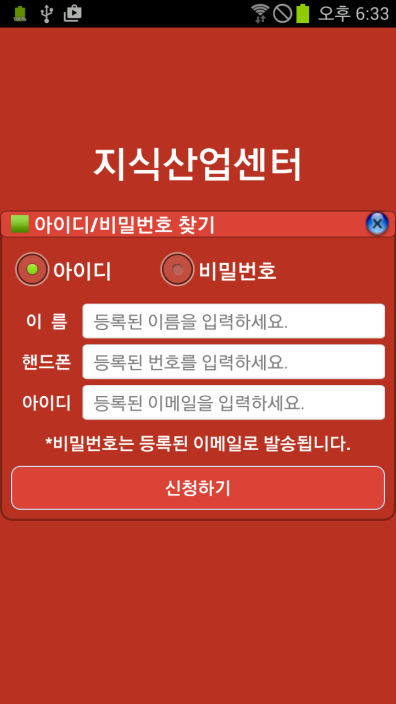 오후 6:33
지식산업센터
아이디/비밀번호 찾기
아이디 비밀번호
이 름 등록된 이름을 입력하세요.
핸드폰 등록된 번호를 입력하세요.
아이디 등록된 이메일을 입력하세요.
*비밀번호는 등록된 이메일로 발송됩니다.
신청하기